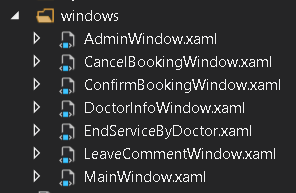 windows
AdminWindow.xaml
CancelBookingWindow.xaml
ConfirmBookingWindow.xaml
DoctorInfoWindow.xaml
EndServiceByDoctor.xaml
LeaveCommentWindow.xaml
MainWindow.xaml